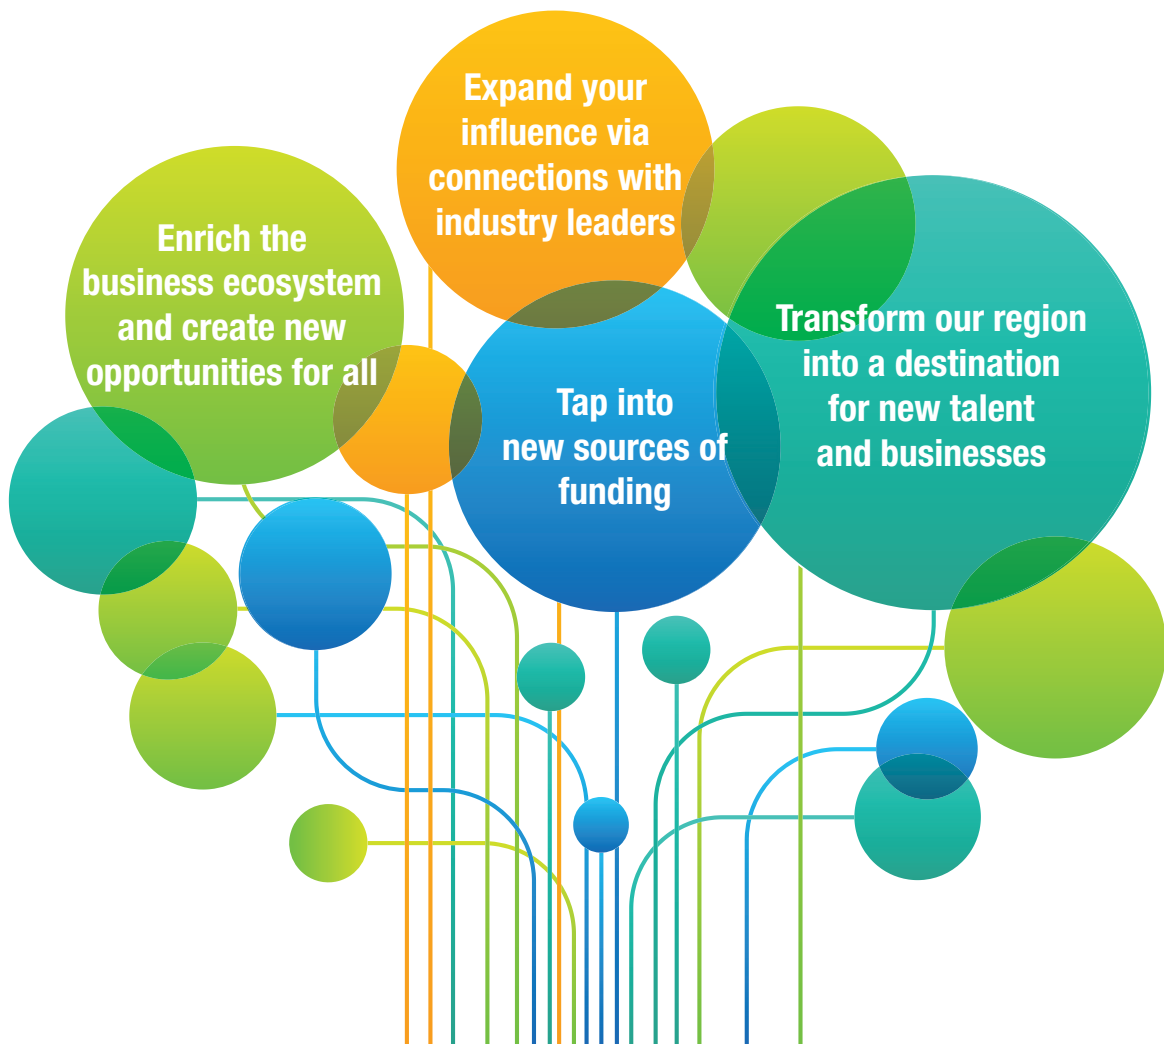 Expand your
influence via
connections with
industry leaders
Enrich the
business ecosystem
and create new
opportunities for all
Tap into
new sources of
funding
Transform our region
into a destination
for new talent
and businesses